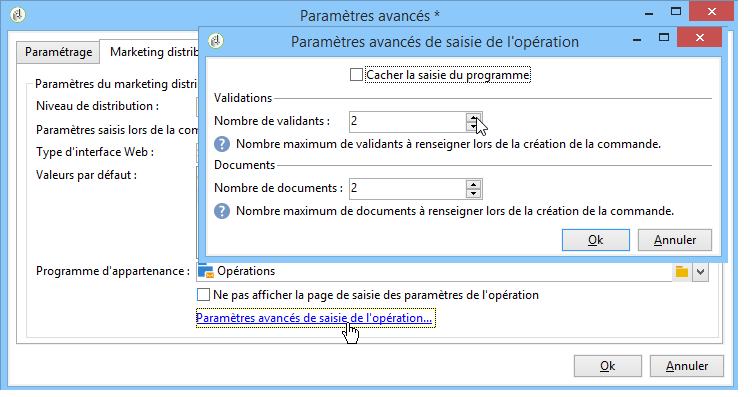 Paramètres avancés *
Paramétrage
Marketing distrib
Paramètres du marketing distri
Niveau de distribution :
Paramètres saisis lors de la com
Type d'interface Web :
Valeurs par défaut :
Programme d'appartenance :
Opérations
Ne pas afficher la page de saisie des paramètres de l'opération
Paramètres avancés de saisie de l'opération...
Ok
Annuler
Paramètres avancés de saisie de l'opération
Cacher la saisie du programme
Validations
Nombre de validants :
2
Nombre maximum de validants à renseigner lors de la création de la commande.
Documents
Nombre de documents :
2
Nombre maximum de documents à renseigner lors de la création de la commande.
Ok
Annuler